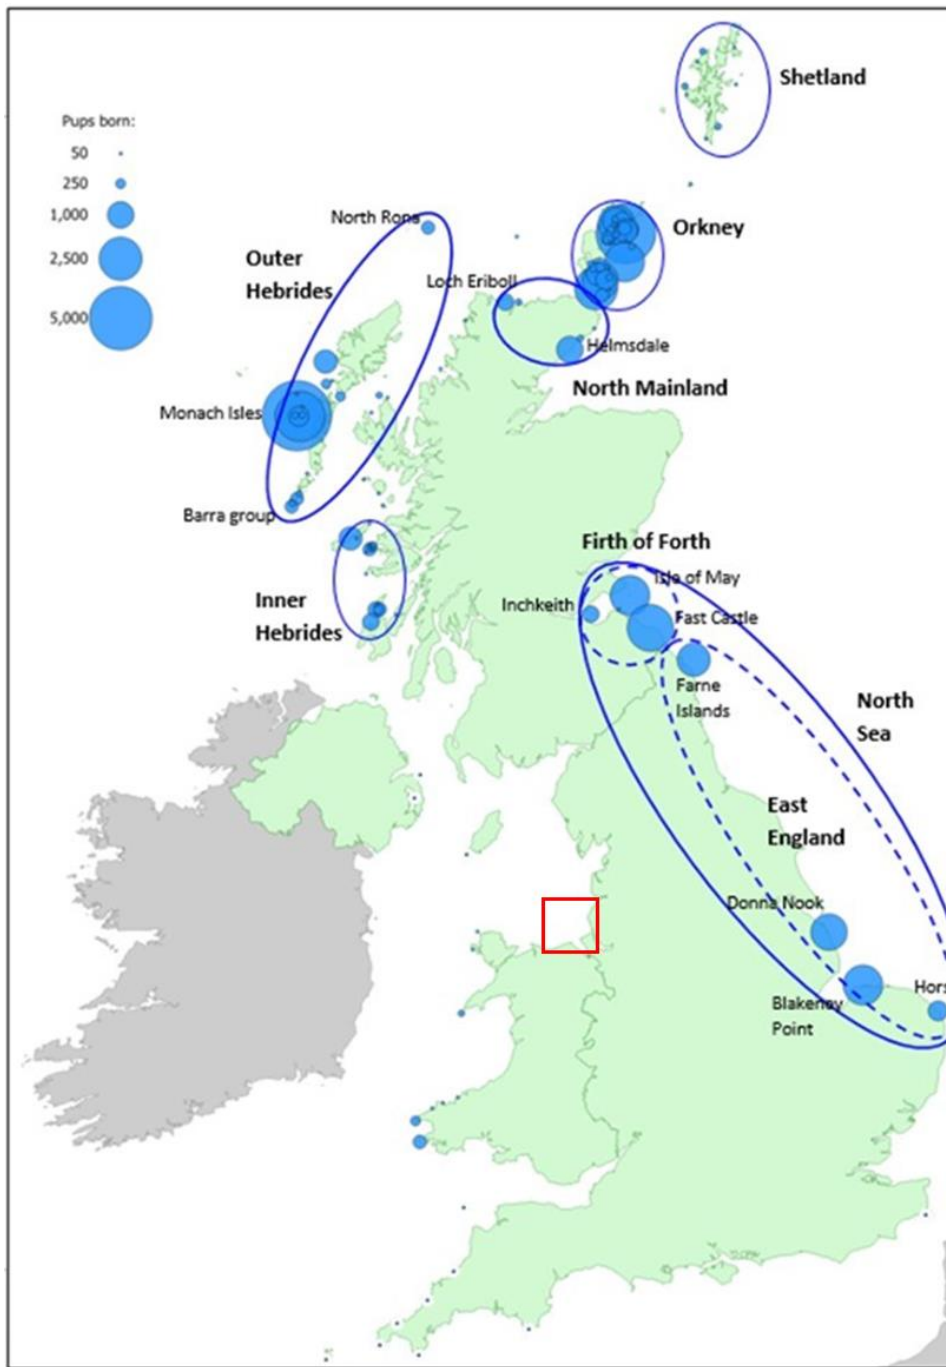 Shetland
Pups born:
50
250
1,000
2,500
5,000
North Rona
Orkney
Outer
Hebrides
Loch Eriboll
Helmsdale
North Mainland
Monach Isles
Barra group
Firth of Forth
Isle of May
Inchkeith
Fast Castle
Inner
Hebrides
Farne
Islands
North
Sea
East
England
Donna Nook
Blakeney
Point
Hors